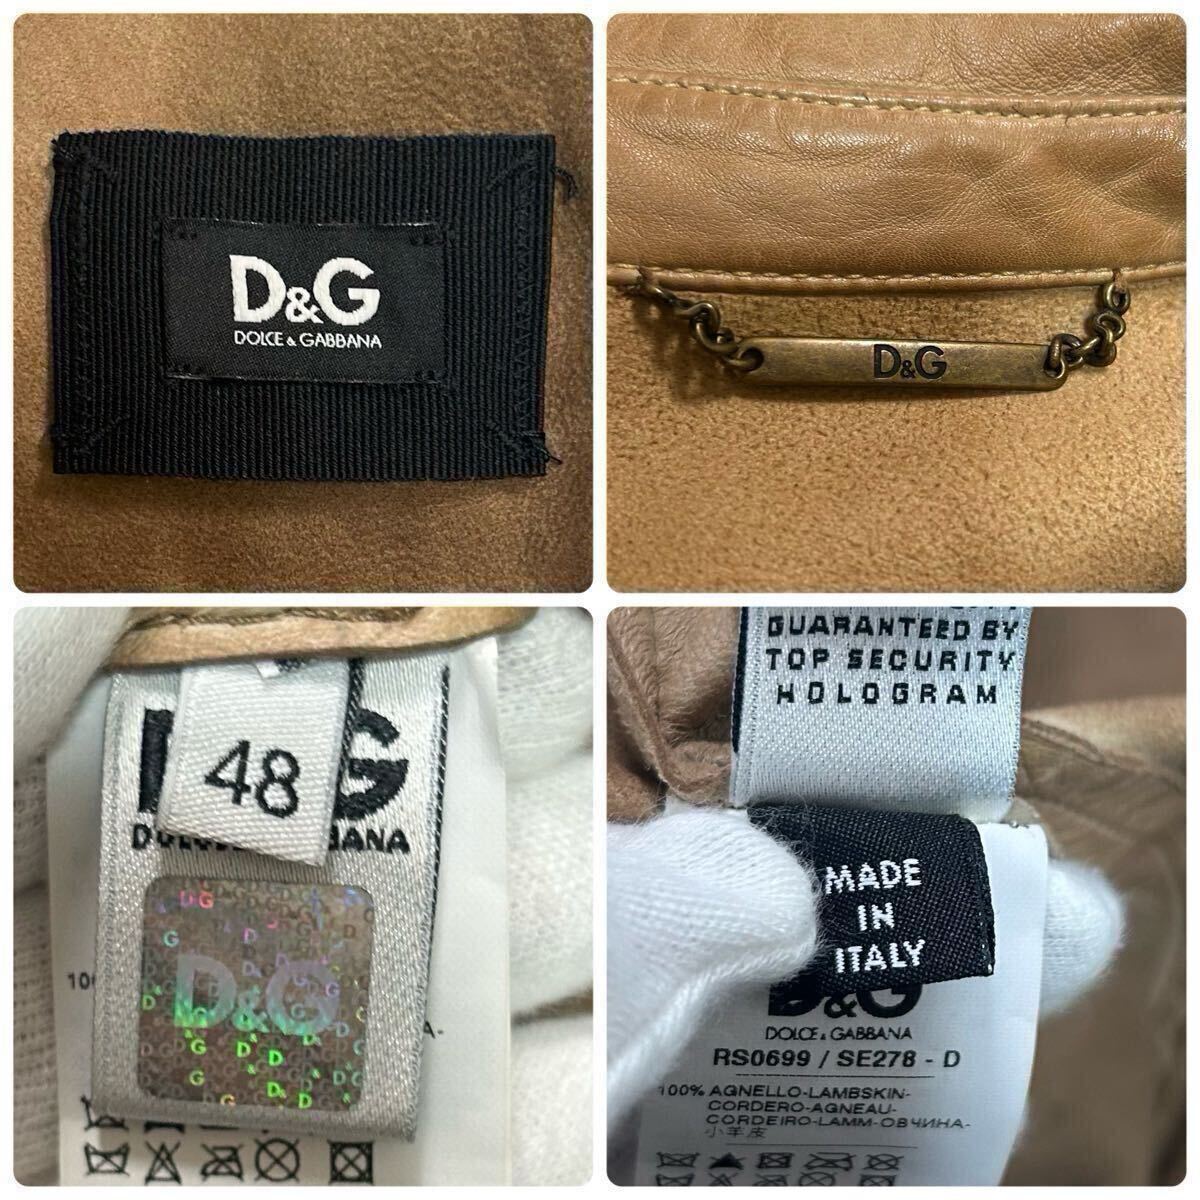 D&G
DOLCE & GABBANA
D&G
48
D&G
GUARANTEED BY
TOP SECURITY
HOLOGRAM
MADE
IN
ITALY
D&G
DOLCE & GABBANA
RS0699 / SE278 - D
100% AGNELLO-LAMBSKIN-
CORDERO-AGNEAU-
CORDEIRO-LAMM-ОВЧИНА-
小羊皮